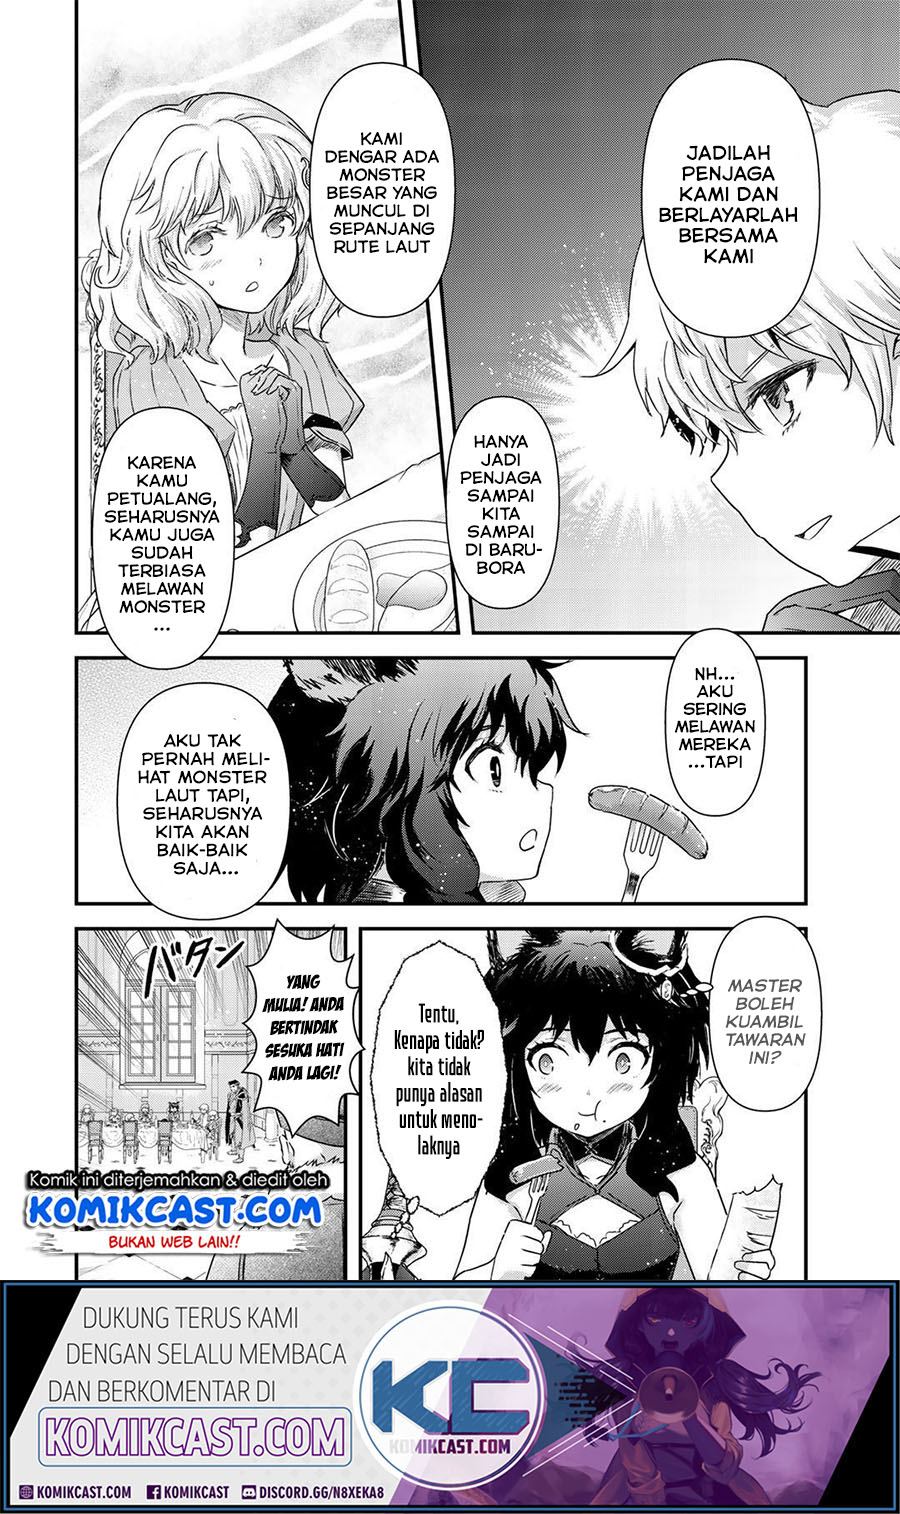 JADILAH
PENJAGA
KAMI DAN
BERLAYARLAH
BERSAMA
KAMI
HANYA
JADI
PENJAGA
SAMPAI
KITA
SAMPAI
DI BARU-
BORA
KAMI
DENGAR ADA
MONSTER
BESAR YANG
MUNCUL DI
SEPANJANG
RUTE LAUT
KARENA
KAMU
PETUALANG,
SEHARUSNYA
KAMU JUGA
SUDAH
TERBIASA
MELAWAN
MONSTER
...
NH...
AKU
SERING
MELAWAN
MEREKA
...TAPI
AKU TAK
PERNAH MELI-
HAT MONSTER
LAUT TAPI,
SEHARUSNYA
KITA AKAN
BAIK-BAIK
SAJA...
MASTER
BOLEH
KUAMBIL
TAWARAN
INI?
Tentu,
Kenapa tidak?
kita tidak
punya alasan
untuk meno-
laknya
バタン
YANG
MULIA! ANDA
BERTINDAK
SESUKA HATI
ANDA LAGI!
Komik ini diterjemahkan & diedit oleh
KOMIKCAST.COM
BUKAN WEB LAIN!!
DUKUNG TERUS KAMI
DENGAN SELALU MEMBACA
DAN BERKOMENTAR DI
KOMIKCAST.COM
KC
KOMIKCAST.COM
KOMIKCAST.COM KOMIKCAST DISCORD.GG/N8XEKA8